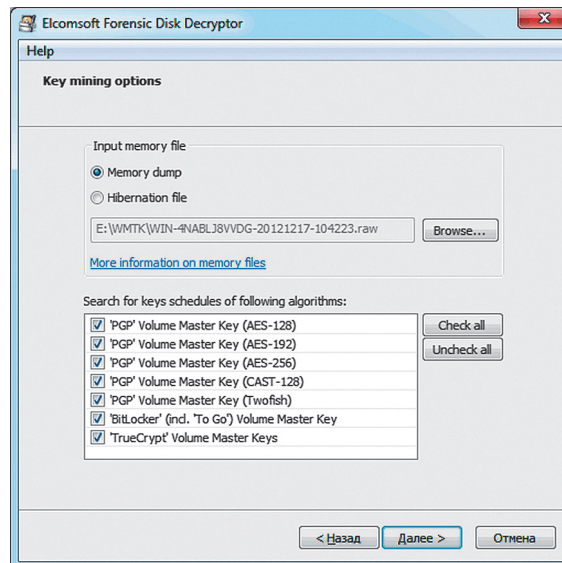 Elcomsoft Forensic Disk Decryptor
Help
Key mining options
Input memory file
Memory dump
Hibernation file
E:\WMTK\WIN-4NABLJ8VVDG-20121217-104223.raw
Browse...
More information on memory files
Search for keys schedules of following algorithms:
'PGP' Volume Master Key (AES-128)
Check all
'PGP' Volume Master Key (AES-192)
Uncheck all
'PGP' Volume Master Key (AES-256)
'PGP' Volume Master Key (CAST-128)
'PGP' Volume Master Key (Twofish)
'BitLocker' (incl. 'To Go') Volume Master Key
'TrueCrypt' Volume Master Keys
< Назад
Далее >
Отмена